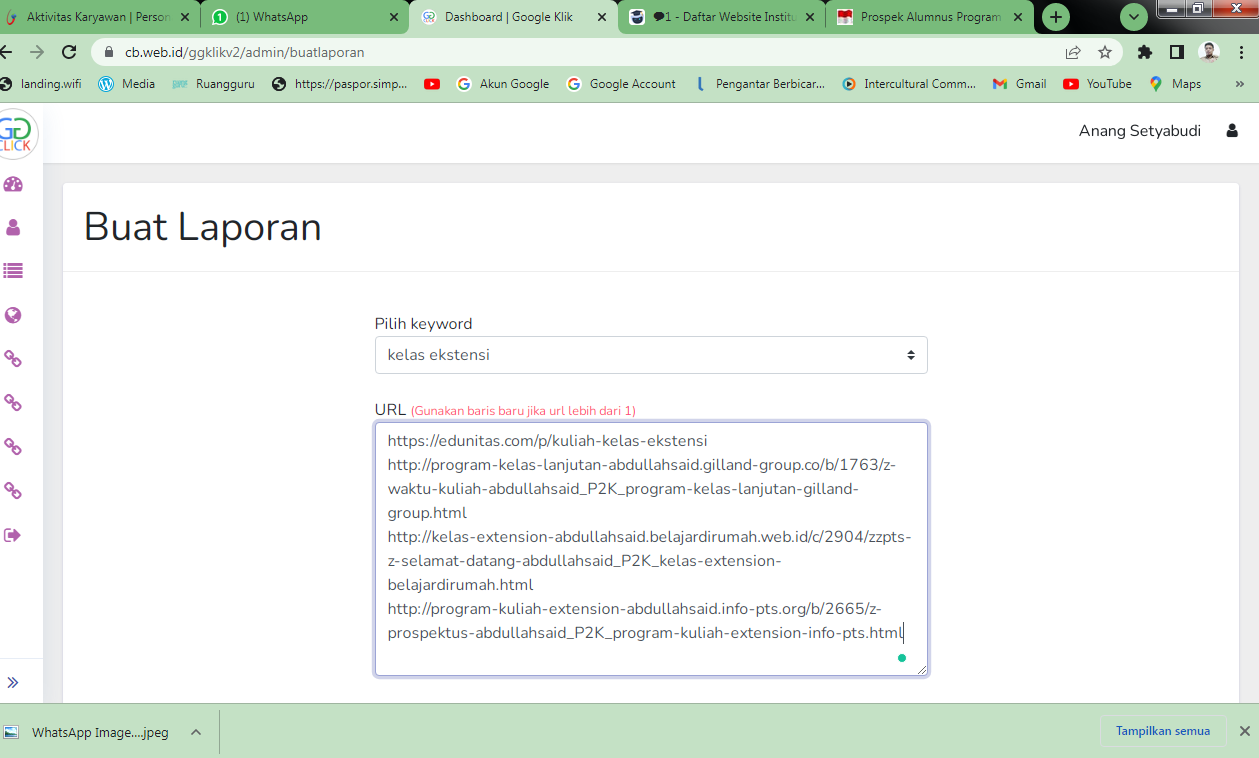 Aktivitas Karyawan | Person
(1) WhatsApp
Dashboard | Google Klik
1 - Daftar Website Institu
Prospek Alumnus Program
cb.web.id/ggklikv2/admin/buatlaporan
landing.wifi
Media
Ruangguru
https://paspor.simp...
Akun Google
Google Account
Pengantar Berbicar...
Intercultural Comm...
Gmail
YouTube
Maps
»
GG
CLICK
Anang Setyabudi
Buat Laporan
Pilih keyword
kelas ekstensi
URL (Gunakan baris baru jika url lebih dari 1)
https://edunitas.com/p/kuliah-kelas-ekstensi
http://program-kelas-lanjutan-abdullahsaid.gilland-group.co/b/1763/z-
waktu-kuliah-abdullahsaid_P2K_program-kelas-lanjutan-gilland-
group.html
http://kelas-extension-abdullahsaid.belajardirumah.web.id/c/2904/zzpts-
z-selamat-datang-abdullahsaid_P2K_kelas-extension-
belajardirumah.html
http://program-kuliah-extension-abdullahsaid.info-pts.org/b/2665/z-
prospektus-abdullahsaid_P2K_program-kuliah-extension-info-pts.html
WhatsApp Image....jpeg
Tampilkan semua